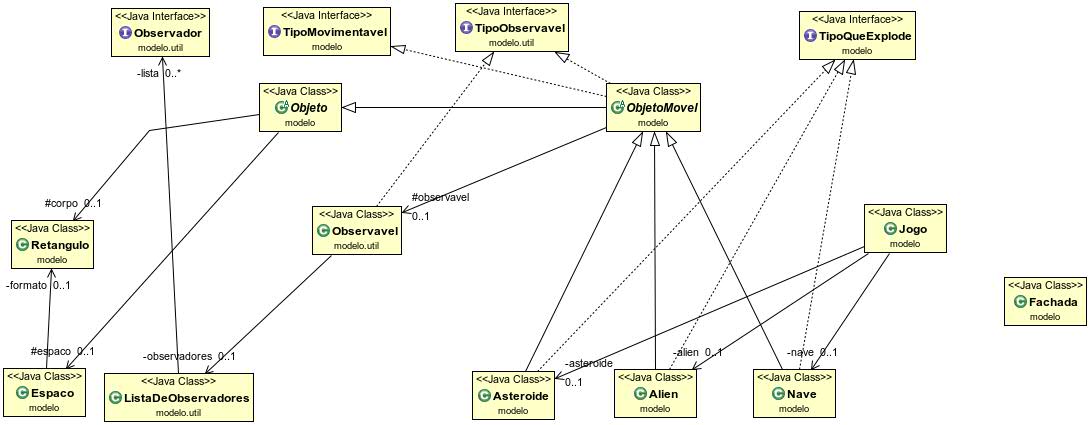 <<Java Interface>>
Observador
modelo.util
<<Java Interface>>
TipoMovimentavel
modelo
<<Java Interface>>
TipoObservavel
modelo.util
<<Java Interface>>
TipoQueExplode
modelo
-lista 0..*
<<Java Class>>
Objeto
modelo
<<Java Class>>
ObjetoMovel
modelo
#corpo 0..1
#observavel
0..1
<<Java Class>>
Retangulo
modelo
<<Java Class>>
Observavel
modelo.util
<<Java Class>>
Jogo
modelo
-formato 0..1
<<Java Class>>
Fachada
modelo
#espaco 0..1
-observadores 0..1
-asteroide
0..1
-alien 0..1
-nave 0..1
<<Java Class>>
Espaco
modelo
<<Java Class>>
ListaDeObservadores
modelo.util
<<Java Class>>
Asteroide
modelo
<<Java Class>>
Alien
modelo
<<Java Class>>
Nave
modelo